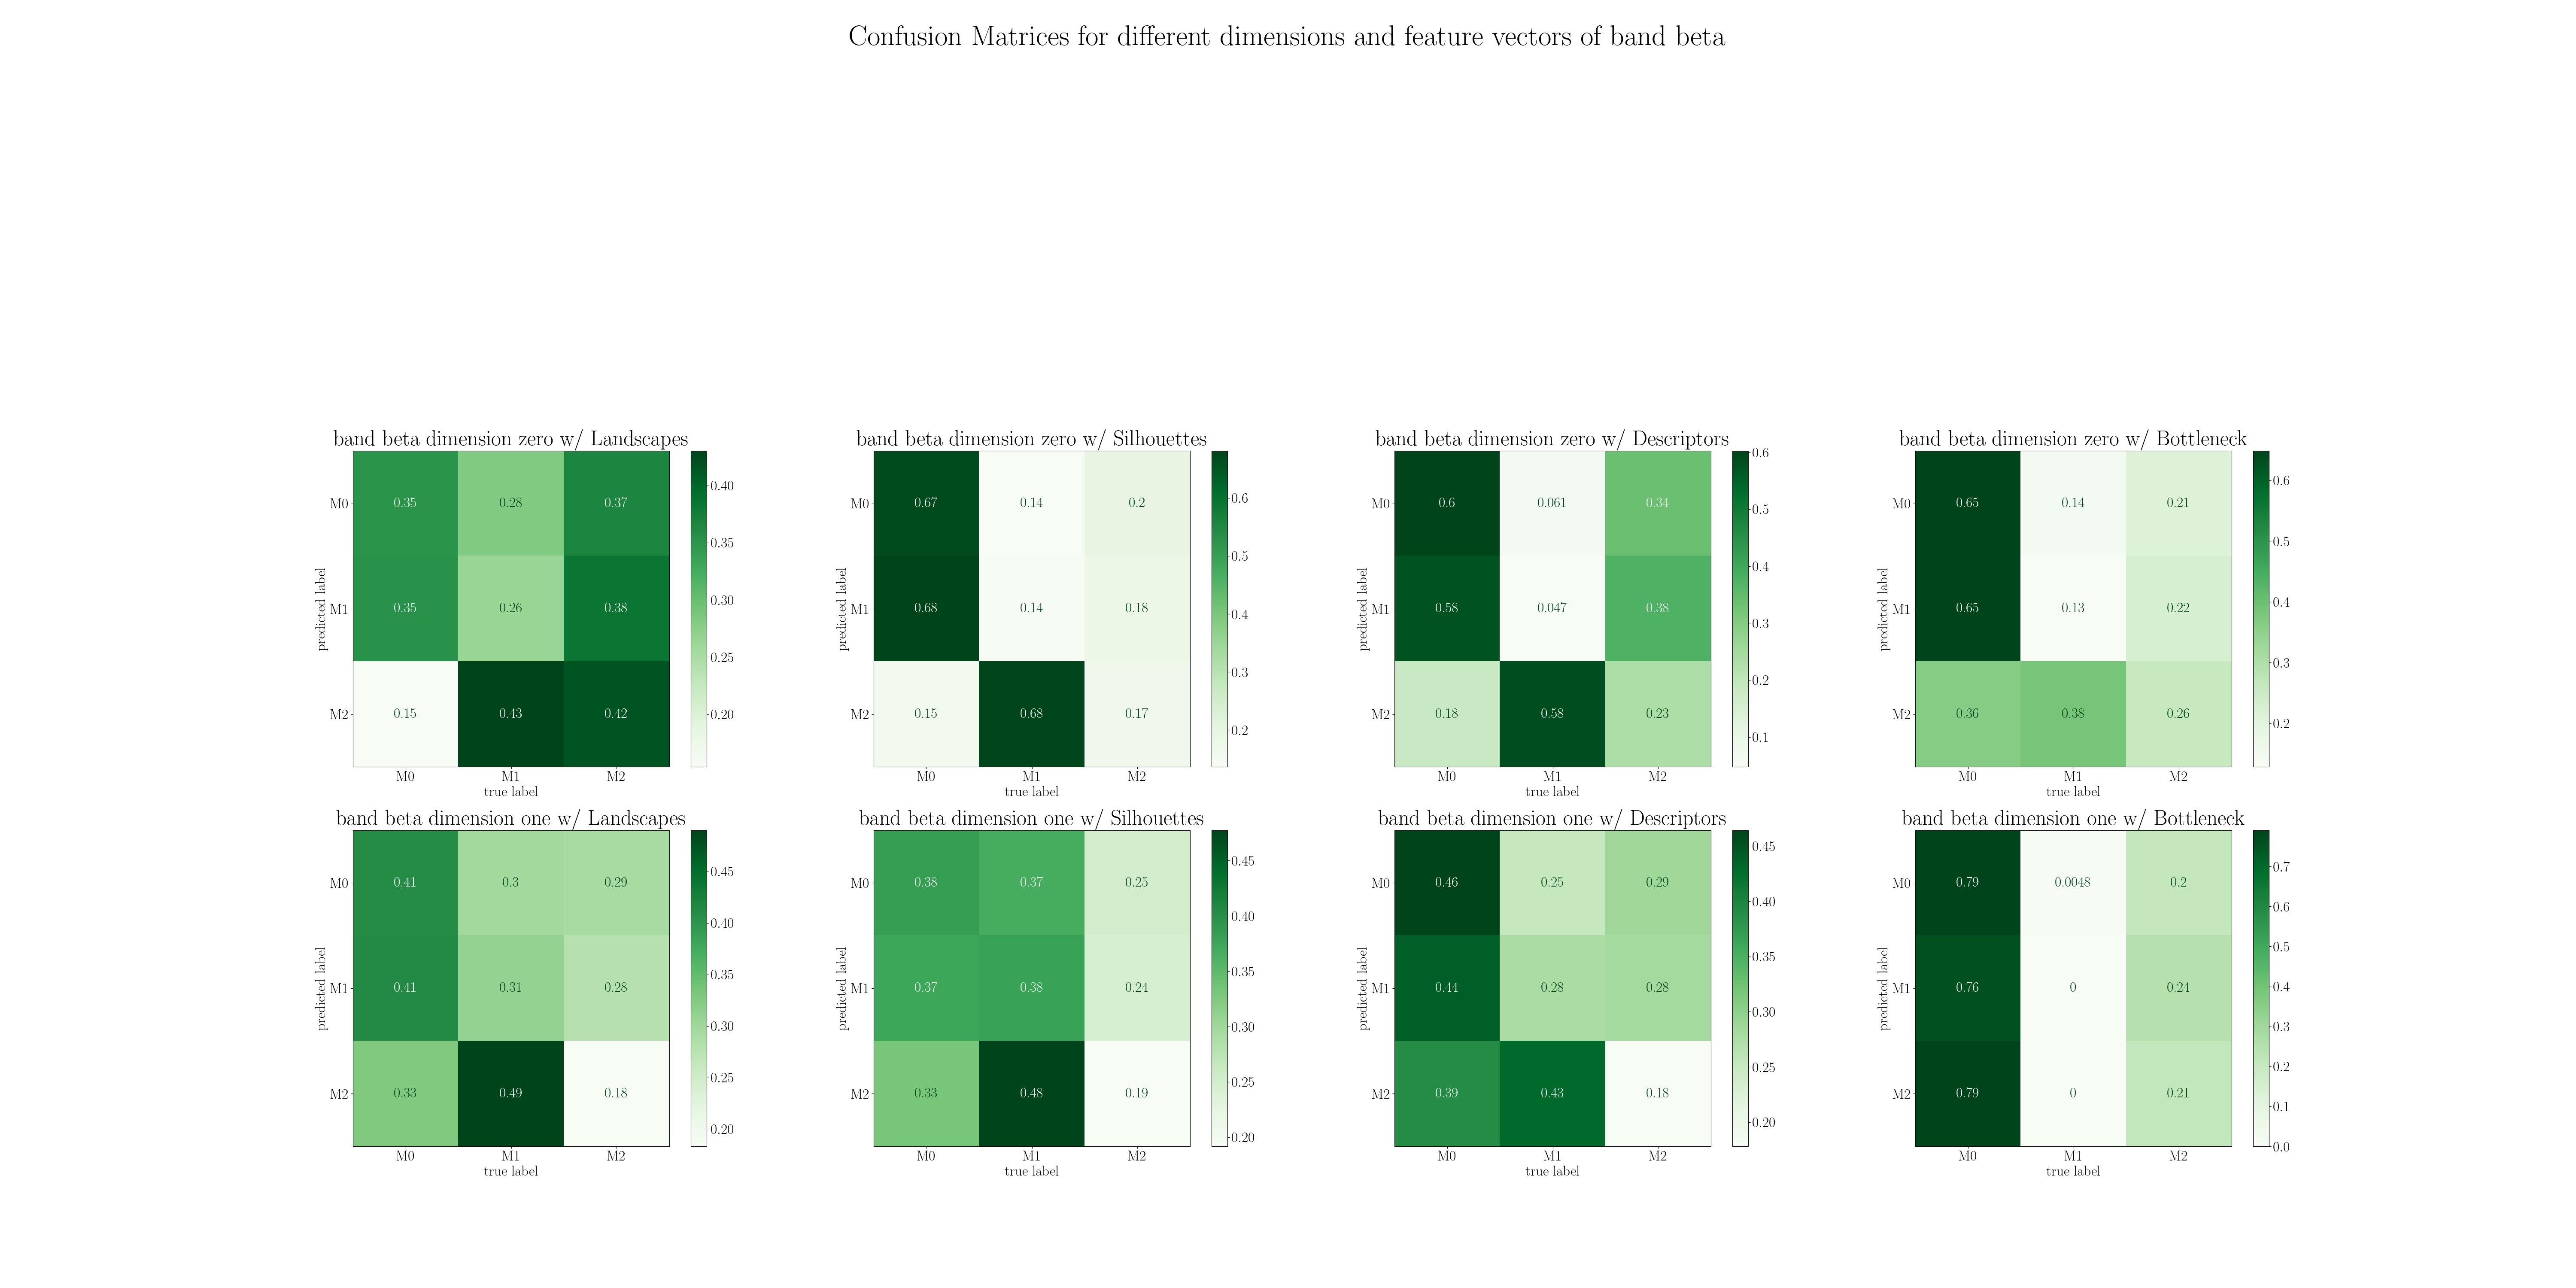 Confusion Matrices for different dimensions and feature vectors of band beta
band beta dimension zero w/ Landscapes
M0 0.35 0.28 0.37
M1 0.35 0.26 0.38
M2 0.15 0.43 0.42
M0 M1 M2
true label
predicted label
0.40
0.35
0.30
0.25
0.20
band beta dimension zero w/ Silhouettes
M0 0.67 0.14 0.2
M1 0.68 0.14 0.18
M2 0.15 0.68 0.17
M0 M1 M2
true label
predicted label
0.6
0.5
0.4
0.3
0.2
band beta dimension zero w/ Descriptors
M0 0.6 0.061 0.34
M1 0.58 0.047 0.38
M2 0.18 0.58 0.23
M0 M1 M2
true label
predicted label
0.6
0.5
0.4
0.3
0.2
0.1
band beta dimension zero w/ Bottleneck
M0 0.65 0.14 0.21
M1 0.65 0.13 0.22
M2 0.36 0.38 0.26
M0 M1 M2
true label
predicted label
0.6
0.5
0.4
0.3
0.2
band beta dimension one w/ Landscapes
M0 0.41 0.3 0.29
M1 0.41 0.31 0.28
M2 0.33 0.49 0.18
M0 M1 M2
true label
predicted label
0.45
0.40
0.35
0.30
0.25
0.20
band beta dimension one w/ Silhouettes
M0 0.38 0.37 0.25
M1 0.37 0.38 0.24
M2 0.33 0.48 0.19
M0 M1 M2
true label
predicted label
0.45
0.40
0.35
0.30
0.25
0.20
band beta dimension one w/ Descriptors
M0 0.46 0.25 0.29
M1 0.44 0.28 0.28
M2 0.39 0.43 0.18
M0 M1 M2
true label
predicted label
0.45
0.40
0.35
0.30
0.25
0.20
band beta dimension one w/ Bottleneck
M0 0.79 0.0048 0.2
M1 0.76 0 0.24
M2 0.79 0 0.21
M0 M1 M2
true label
predicted label
0.7
0.6
0.5
0.4
0.3
0.2
0.1
0.0